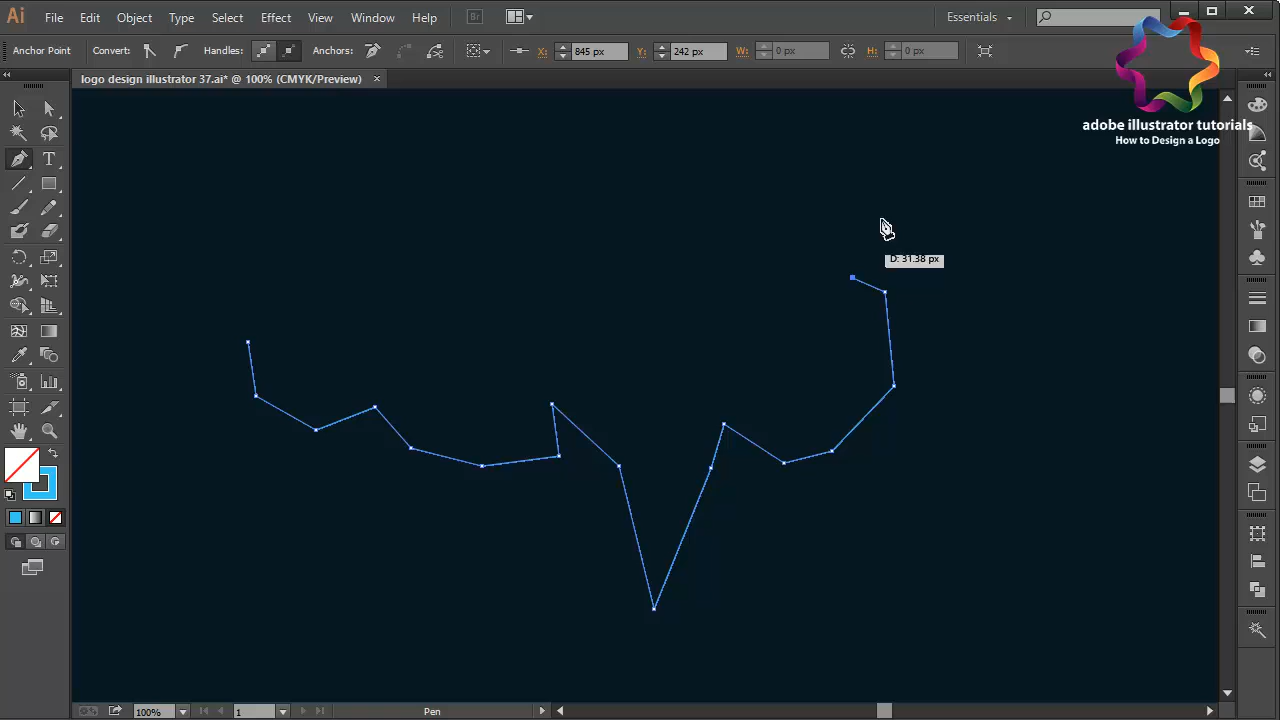 Ai File Edit Object Type Select Effect View Window Help Br Essentials
Anchor Point Convert: Handles: Anchors: X: 845 px Y: 242 px W: 0 px H: 0 px
logo design illustrator 37.ai* @ 100% (CMYK/Preview) ×
adobe illustrator tutorials
How to Design a Logo
D: 31.38 px
100% 1 Pen